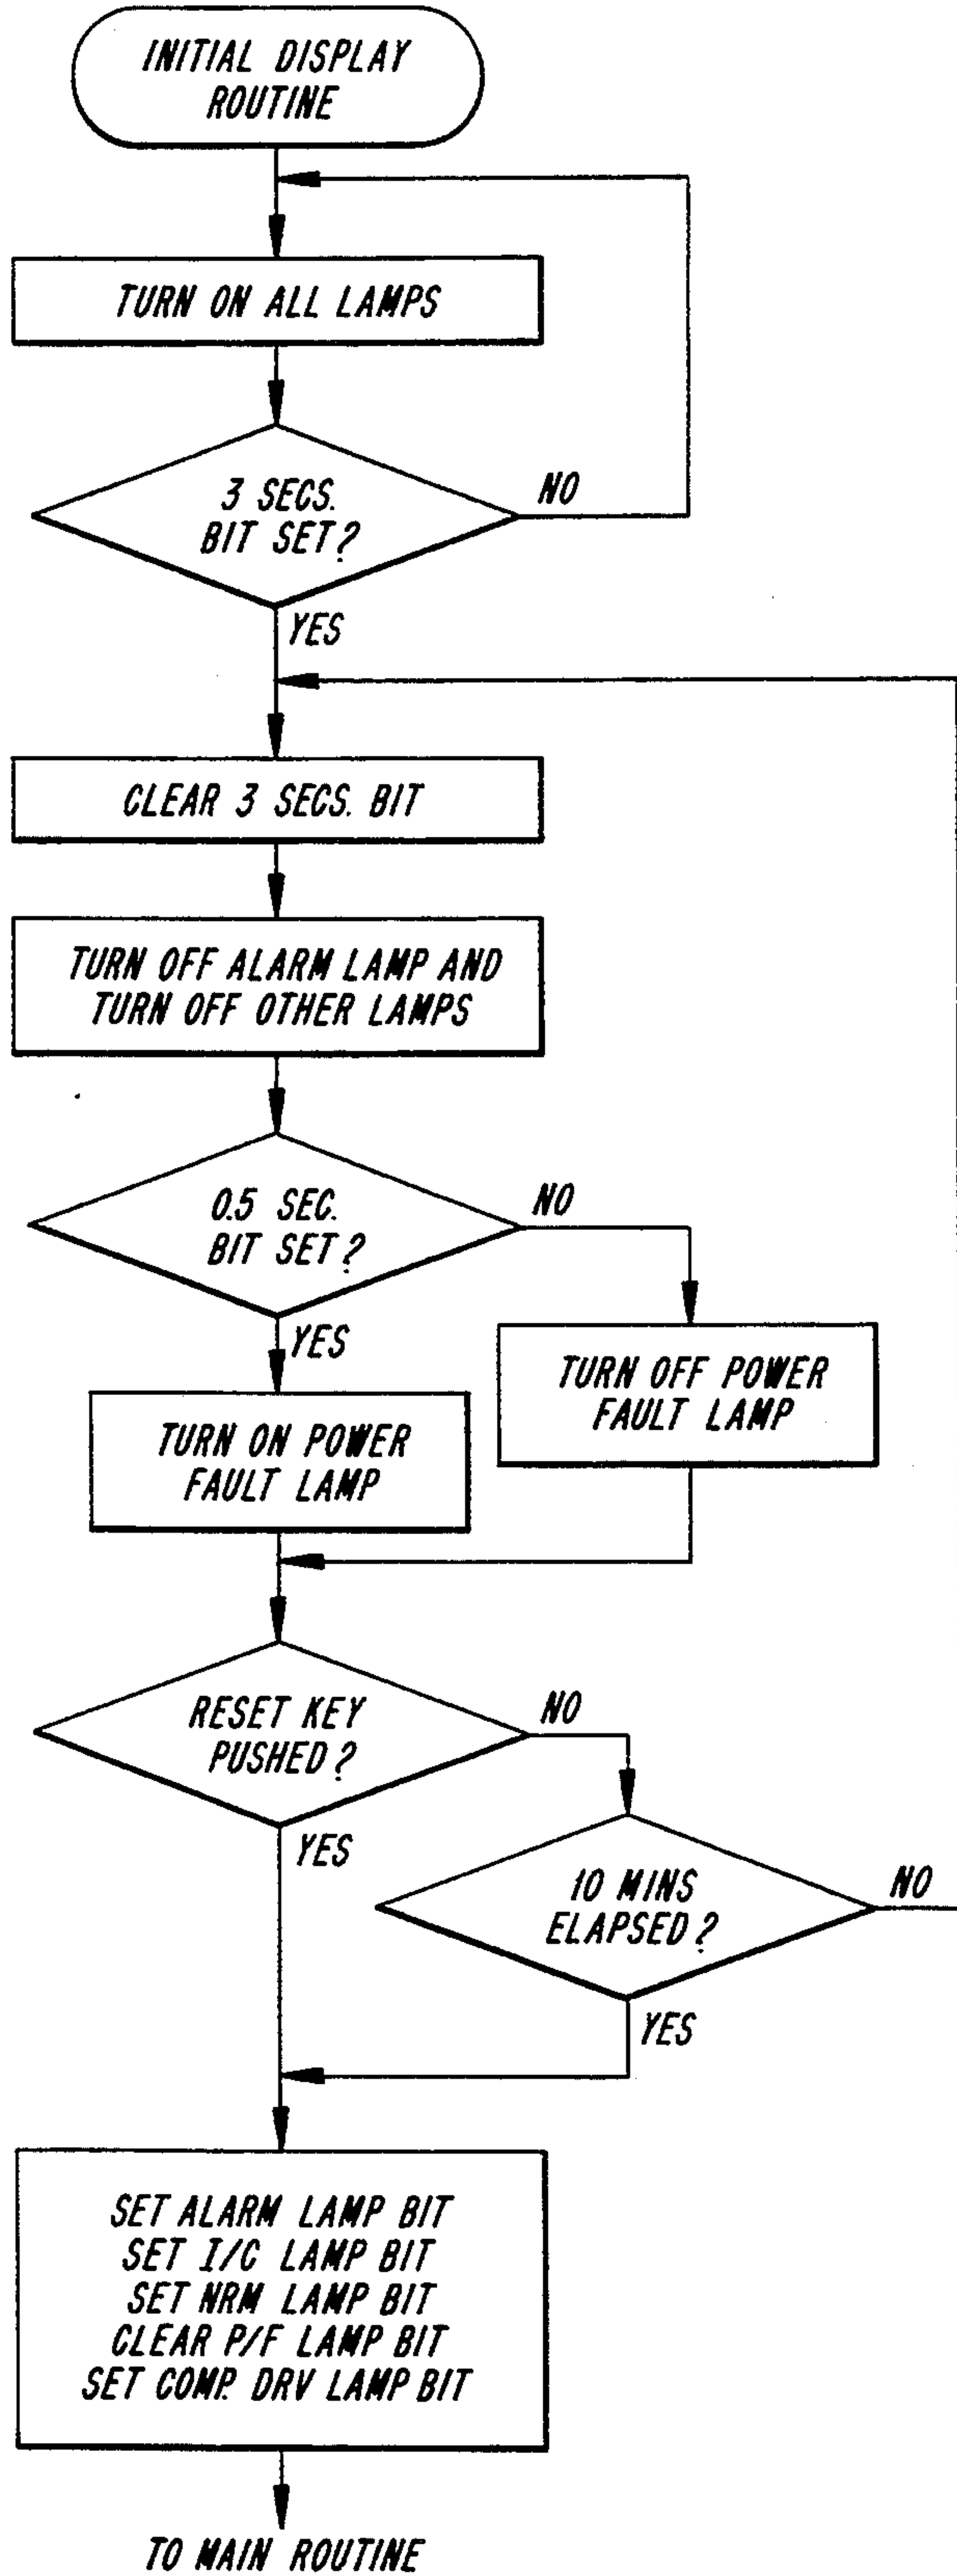 INITIAL DISPLAY
ROUTINE
TURN ON ALL LAMPS
3 SECS.
BIT SET?
NO
YES
CLEAR 3 SECS. BIT
TURN OFF ALARM LAMP AND
TURN OFF OTHER LAMPS
0.5 SEC.
BIT SET?
NO
YES
TURN OFF POWER
FAULT LAMP
TURN ON POWER
FAULT LAMP
RESET KEY
PUSHED?
NO
YES
10 MINS
ELAPSED?
NO
YES
SET ALARM LAMP BIT
SET I/C LAMP BIT
SET NRM LAMP BIT
CLEAR P/F LAMP BIT
SET COMP. DRV LAMP BIT
TO MAIN ROUTINE